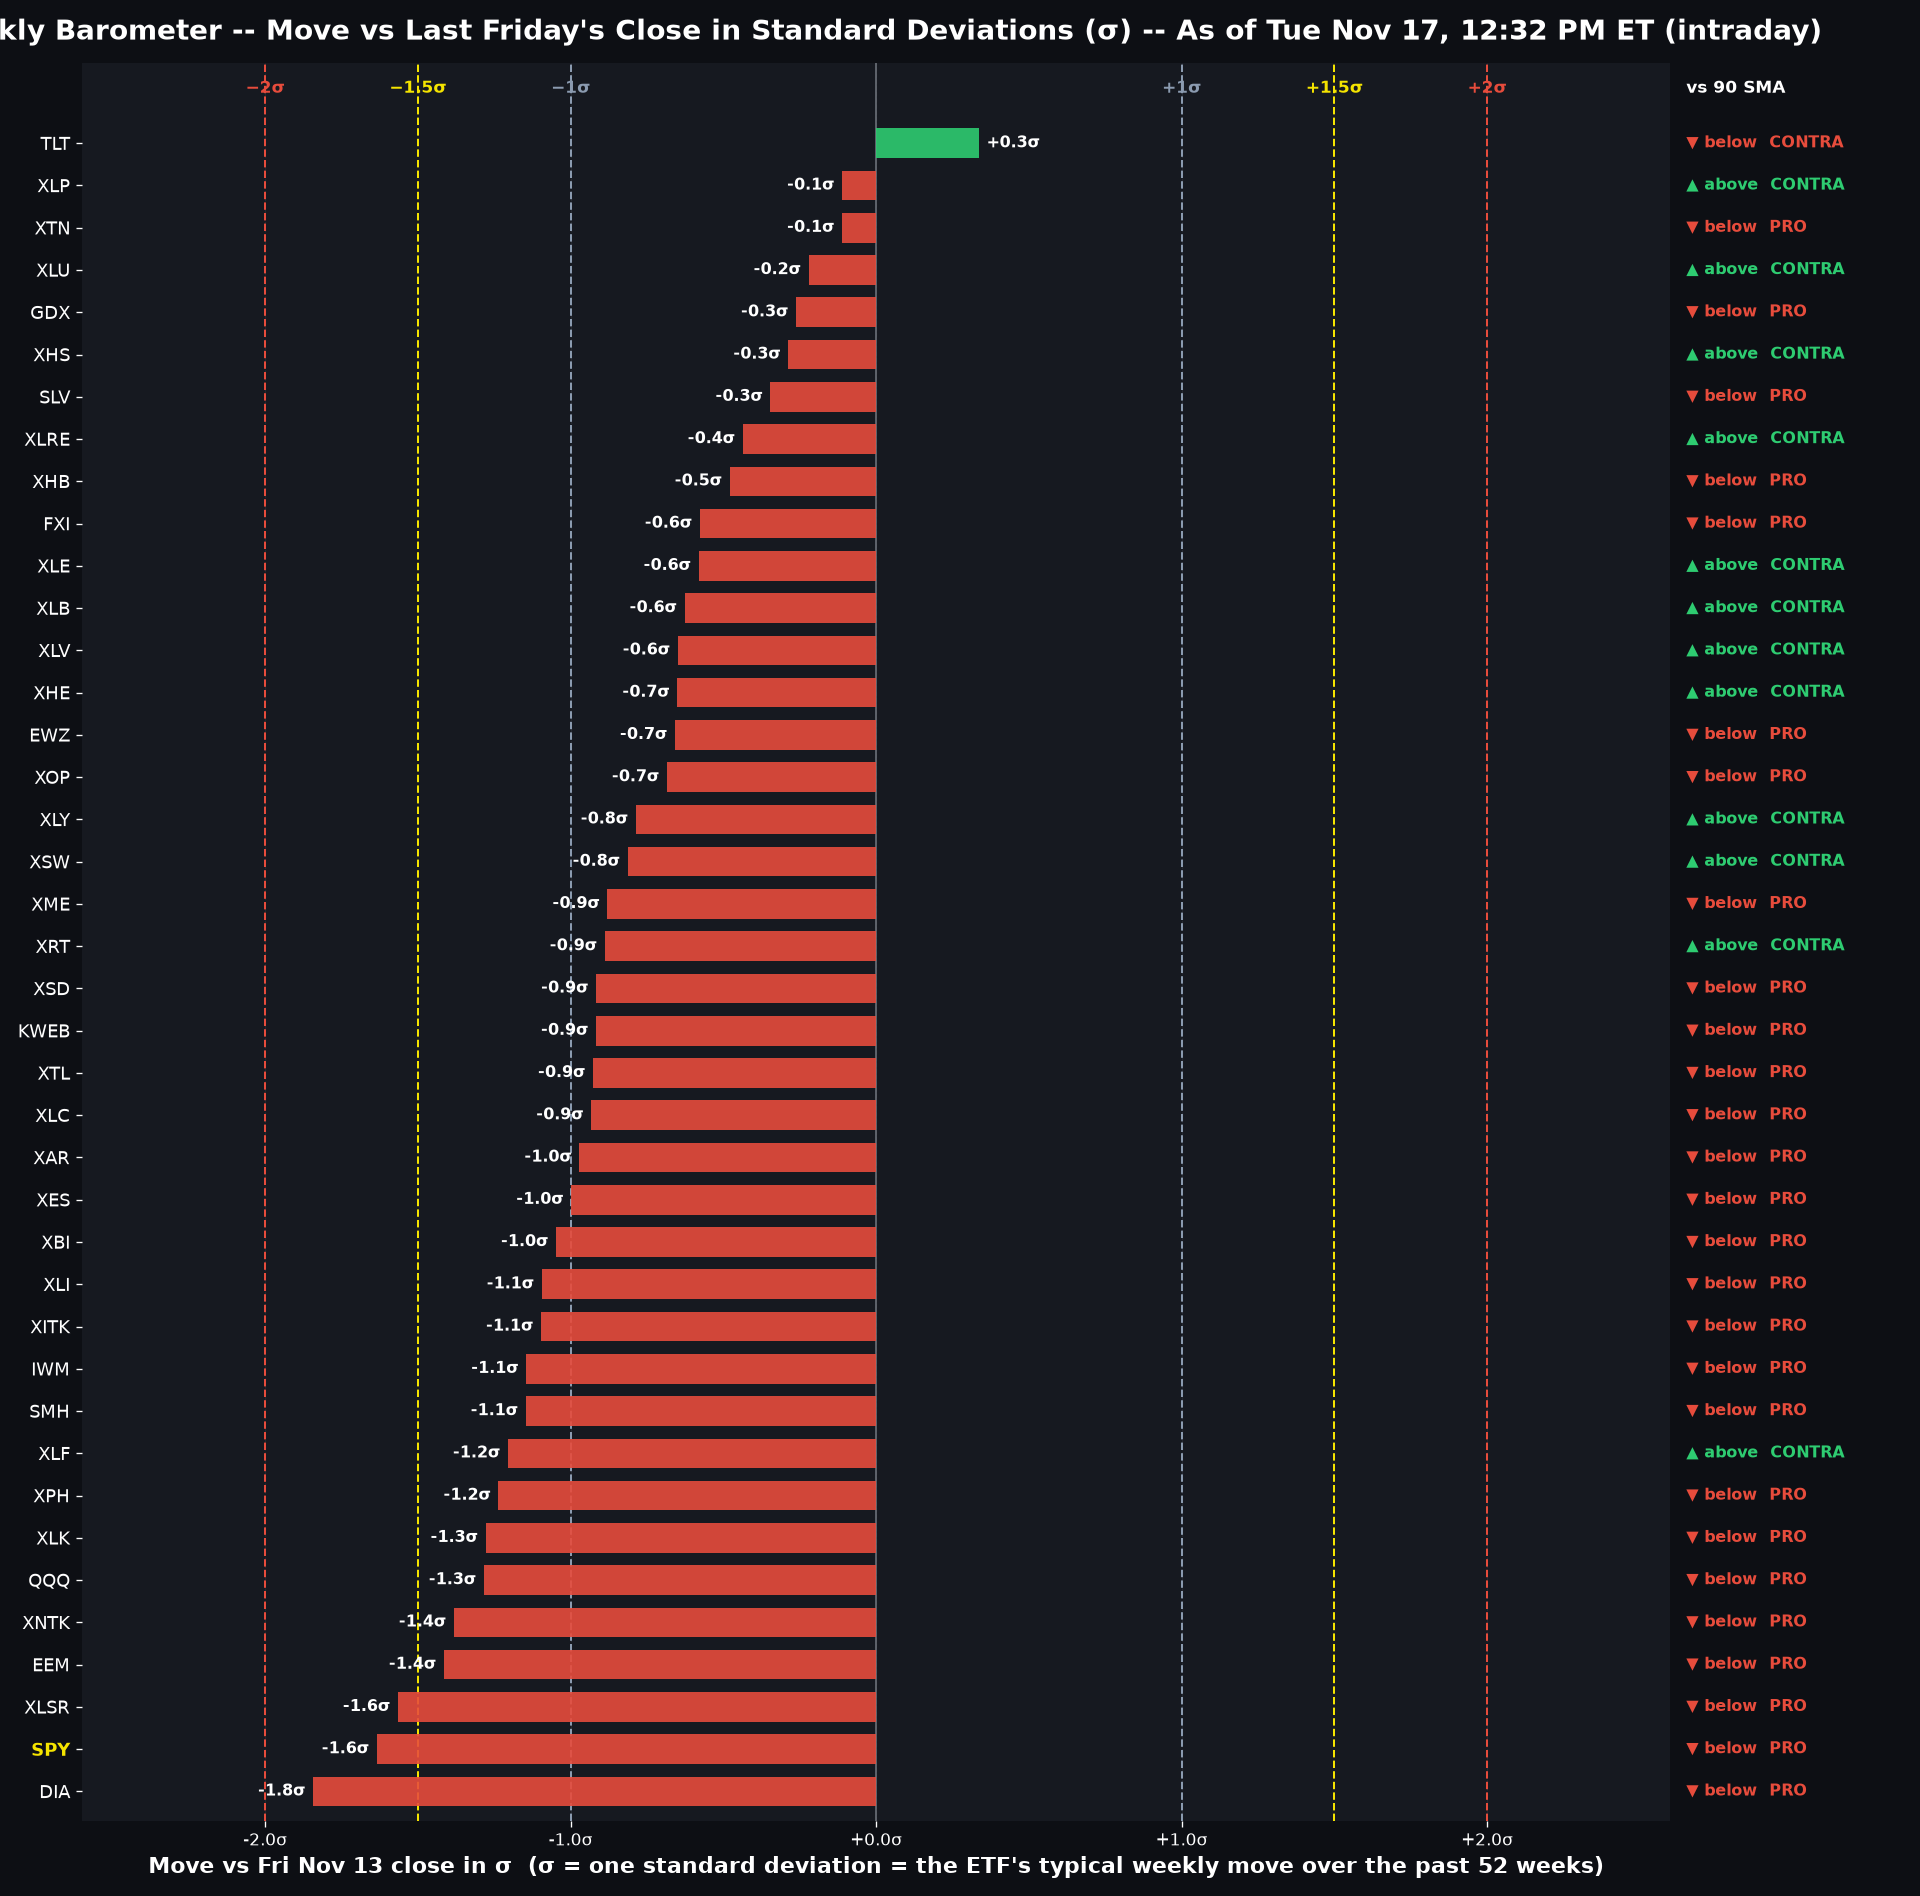 kly Barometer -- Move vs Last Friday's Close in Standard Deviations (σ) -- As of Tue Nov 17, 12:32 PM ET (intraday)
−2σ −1.5σ −1σ +1σ +1.5σ +2σ vs 90 SMA
TLT +0.3σ ▼ below CONTRA
XLP -0.1σ ▲ above CONTRA
XTN -0.1σ ▼ below PRO
XLU -0.2σ ▲ above CONTRA
GDX -0.3σ ▼ below PRO
XHS -0.3σ ▲ above CONTRA
SLV -0.3σ ▼ below PRO
XLRE -0.4σ ▲ above CONTRA
XHB -0.5σ ▼ below PRO
FXI -0.6σ ▼ below PRO
XLE -0.6σ ▲ above CONTRA
XLB -0.6σ ▲ above CONTRA
XLV -0.6σ ▲ above CONTRA
XHE -0.7σ ▲ above CONTRA
EWZ -0.7σ ▼ below PRO
XOP -0.7σ ▼ below PRO
XLY -0.8σ ▲ above CONTRA
XSW -0.8σ ▲ above CONTRA
XME -0.9σ ▼ below PRO
XRT -0.9σ ▲ above CONTRA
XSD -0.9σ ▼ below PRO
KWEB -0.9σ ▼ below PRO
XTL -0.9σ ▼ below PRO
XLC -0.9σ ▼ below PRO
XAR -1.0σ ▼ below PRO
XES -1.0σ ▼ below PRO
XBI -1.0σ ▼ below PRO
XLI -1.1σ ▼ below PRO
XITK -1.1σ ▼ below PRO
IWM -1.1σ ▼ below PRO
SMH -1.1σ ▼ below PRO
XLF -1.2σ ▲ above CONTRA
XPH -1.2σ ▼ below PRO
XLK -1.3σ ▼ below PRO
QQQ -1.3σ ▼ below PRO
XNTK -1.4σ ▼ below PRO
EEM -1.4σ ▼ below PRO
XLSR -1.6σ ▼ below PRO
SPY -1.6σ ▼ below PRO
DIA -1.8σ ▼ below PRO
-2.0σ -1.0σ +0.0σ +1.0σ +2.0σ
Move vs Fri Nov 13 close in σ (σ = one standard deviation = the ETF's typical weekly move over the past 52 weeks)